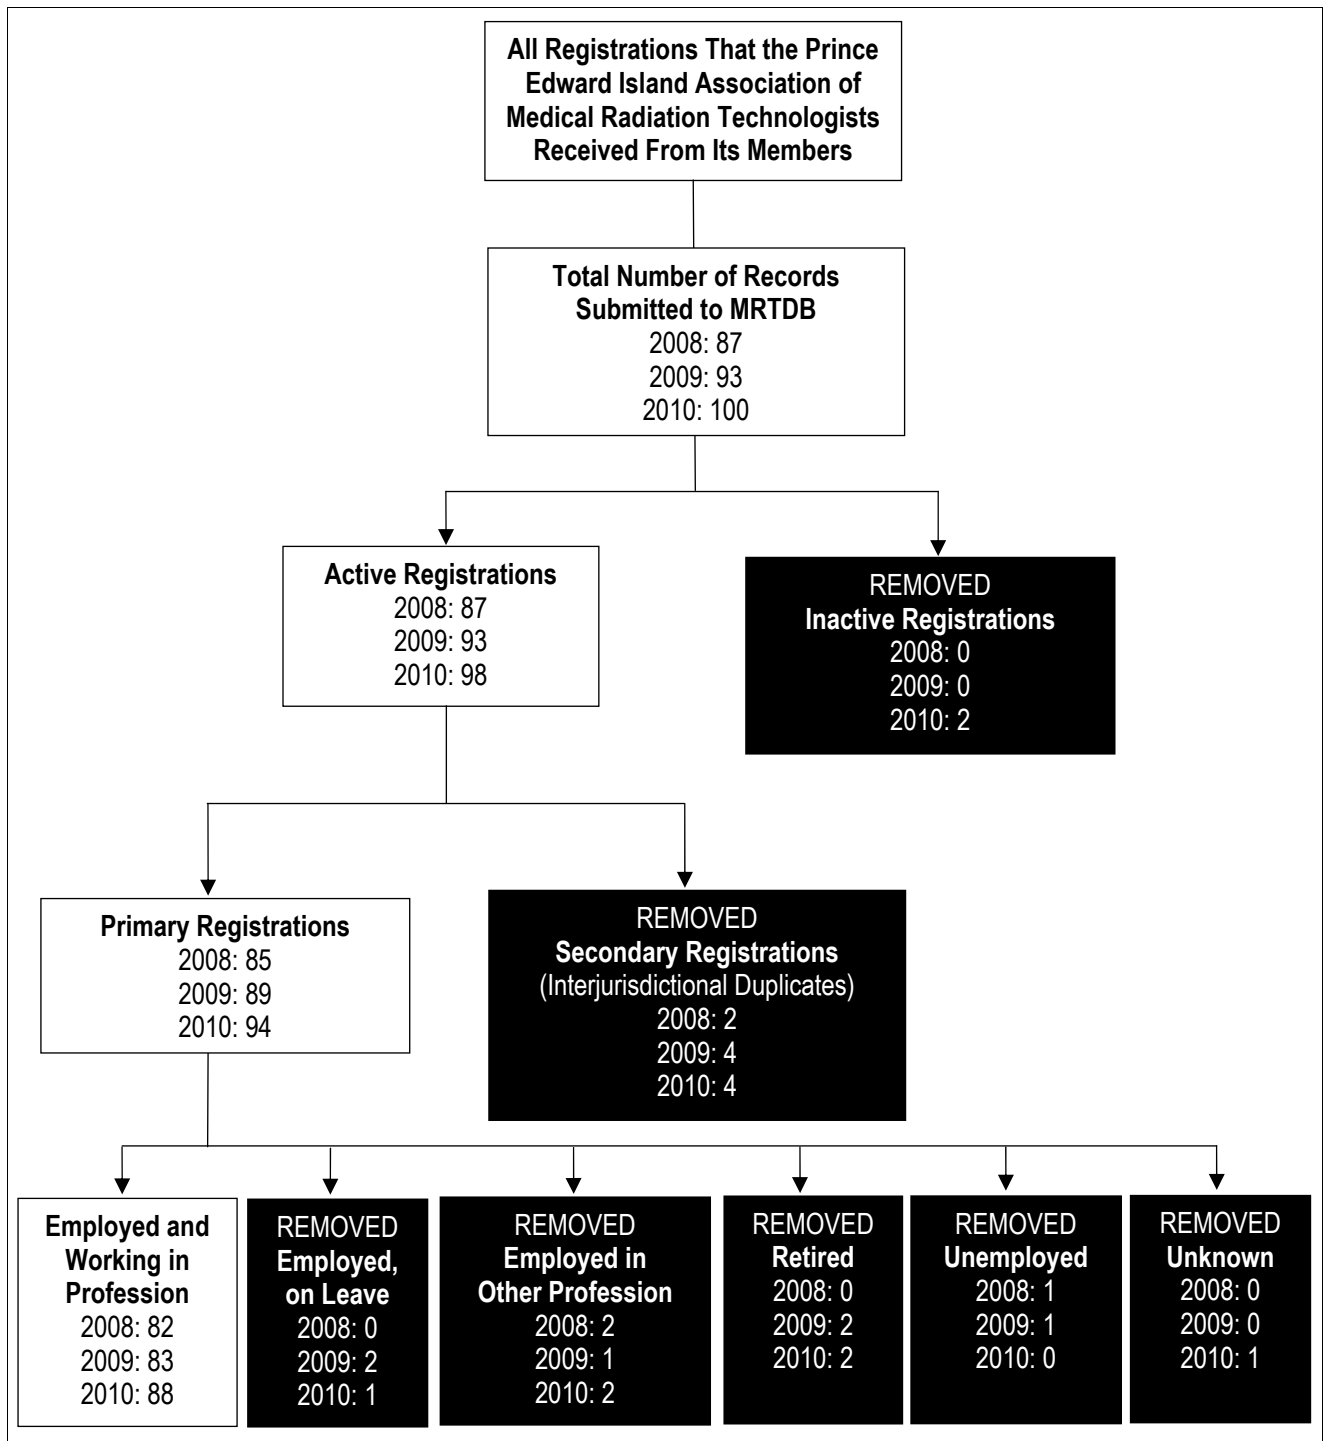 All Registrations That the Prince
Edward Island Association of
Medical Radiation Technologists
Received From Its Members
Total Number of Records
Submitted to MRTDB
2008: 87
2009: 93
2010: 100
Active Registrations
2008: 87
2009: 93
2010: 98
REMOVED
Inactive Registrations
2008: 0
2009: 0
2010: 2
Primary Registrations
2008: 85
2009: 89
2010: 94
REMOVED
Secondary Registrations
(Interjurisdictional Duplicates)
2008: 2
2009: 4
2010: 4
Employed and
Working in
Profession
2008: 82
2009: 83
2010: 88
REMOVED
Employed,
on Leave
2008: 0
2009: 2
2010: 1
REMOVED
Employed in
Other Profession
2008: 2
2009: 1
2010: 2
REMOVED
Retired
2008: 0
2009: 2
2010: 2
REMOVED
Unemployed
2008: 1
2009: 1
2010: 0
REMOVED
Unknown
2008: 0
2009: 0
2010: 1